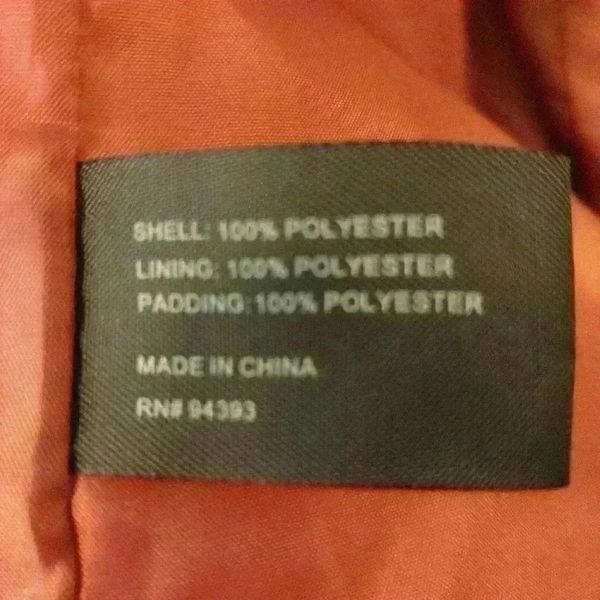 SHELL: 100% POLYESTER
LINING: 100% POLYESTER
PADDING: 100% POLYESTER
MADE IN CHINA
RN# 94393